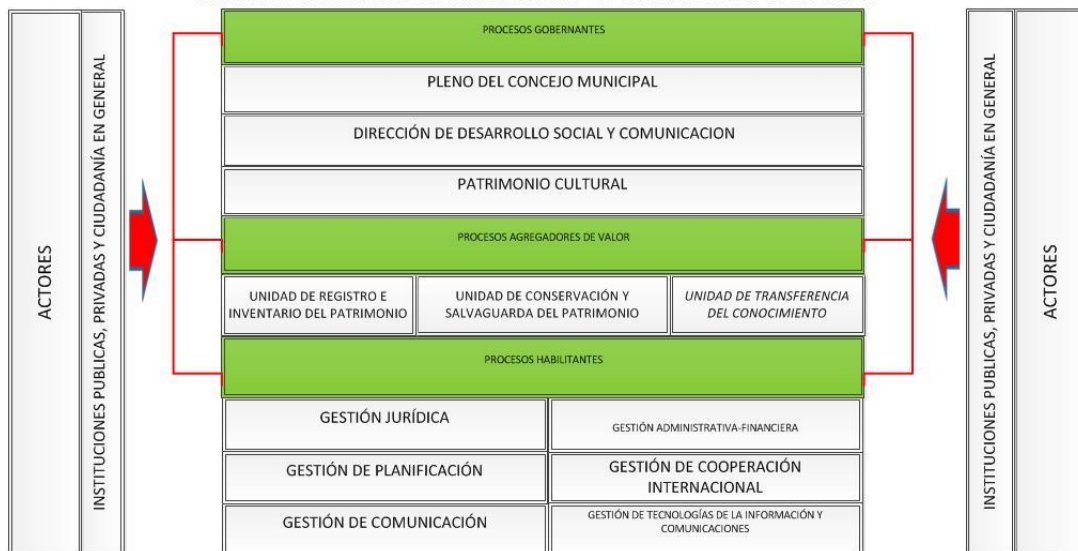 ACTORES
INSTITUCIONES PUBLICAS, PRIVADAS Y CIUDADANÍA EN GENERAL
PROCESOS GOBERNANTES
PLENO DEL CONCEJO MUNICIPAL
DIRECCIÓN DE DESARROLLO SOCIAL Y COMUNICACION
PATRIMONIO CULTURAL
PROCESOS AGREGADORES DE VALOR
UNIDAD DE REGISTRO E
INVENTARIO DEL PATRIMONIO
UNIDAD DE CONSERVACIÓN Y
SALVAGUARDA DEL PATRIMONIO
UNIDAD DE TRANSFERENCIA
DEL CONOCIMIENTO
PROCESOS HABILITANTES
GESTIÓN JURÍDICA
GESTIÓN ADMINISTRATIVA-FINANCIERA
GESTIÓN DE PLANIFICACIÓN
GESTIÓN DE COOPERACIÓN
INTERNACIONAL
GESTIÓN DE COMUNICACIÓN
GESTIÓN DE TECNOLOGÍAS DE LA INFORMACIÓN Y
COMUNICACIONES
INSTITUCIONES PUBLICAS, PRIVADAS Y CIUDADANÍA EN GENERAL
ACTORES